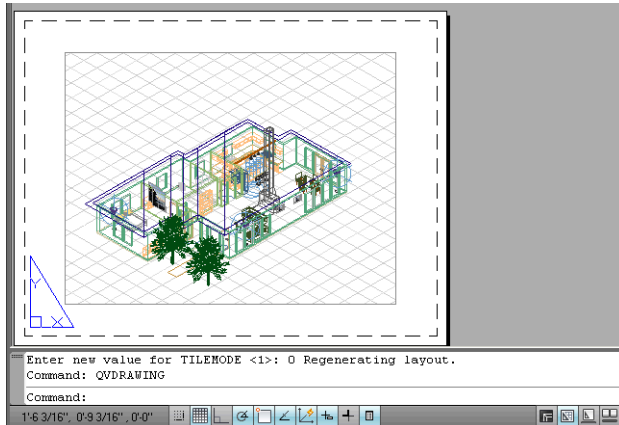 Y
X
Enter new value for TILEMODE <1>: 0 Regenerating layout.
Command: QVDRAWING
Command:
1'-6 3/16", 0'-9 3/16" , 0'-0"